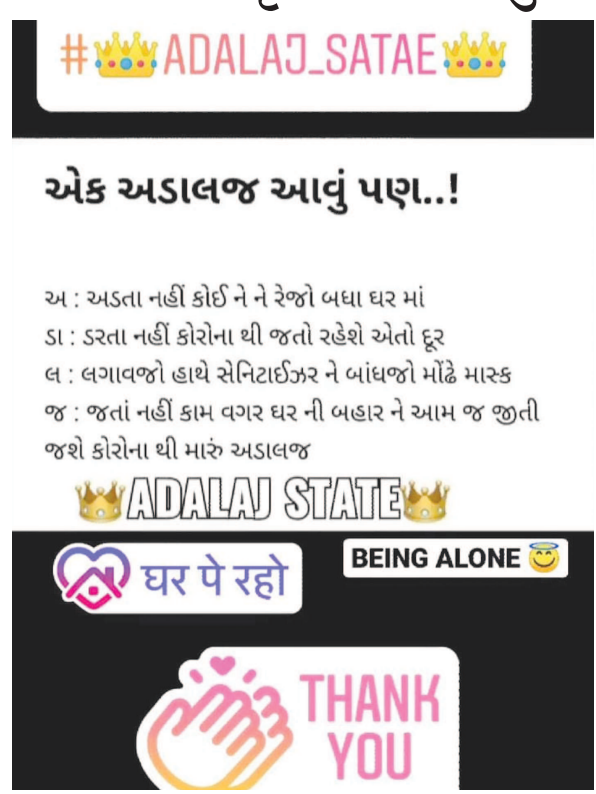 #👑ADALAJ_SATAE👑
એક અડાલજ આવું પણ..!
અ : અડતા નહીં કોઈ ને ને રેજો બધા ઘર માં
ડા : ડરતા નહીં કોરોના થી જતો રહેશે એતો દૂર
લ : લગાવજો હાથે સેનિટાઈઝર ને બાંધજો મોંઢે માસ્ક
જ : જતાં નહીં કામ વગર ઘર ની બહાર ને આમ જ જીતી
જશે કોરોના થી મારું અડાલજ
👑ADALAJ STATE👑
घर पे रहो
BEING ALONE 😇
THANK
YOU